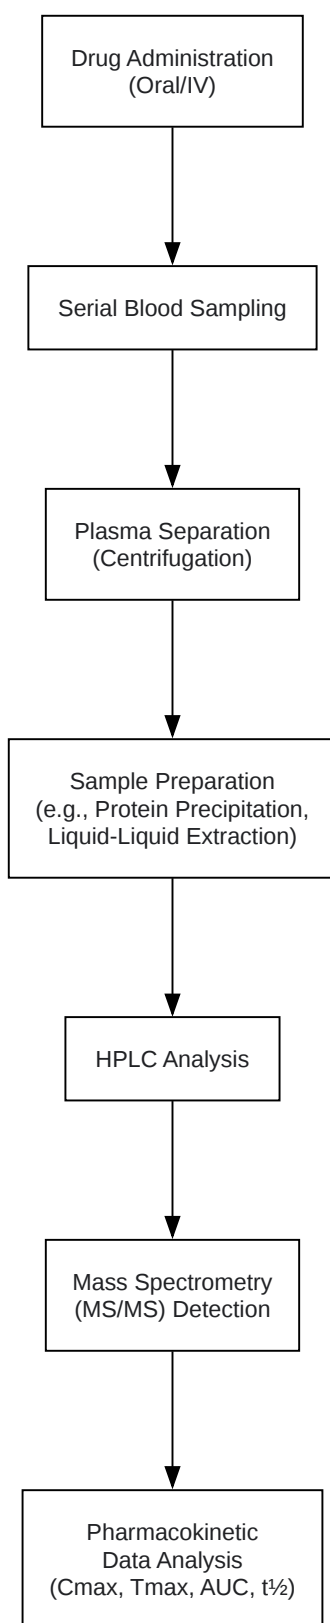 Drug Administration
(Oral/IV)
Serial Blood Sampling
Plasma Separation
(Centrifugation)
Sample Preparation
(e.g., Protein Precipitation,
Liquid-Liquid Extraction)
HPLC Analysis
Mass Spectrometry
(MS/MS) Detection
Pharmacokinetic
Data Analysis
(Cmax, Tmax, AUC, t½)